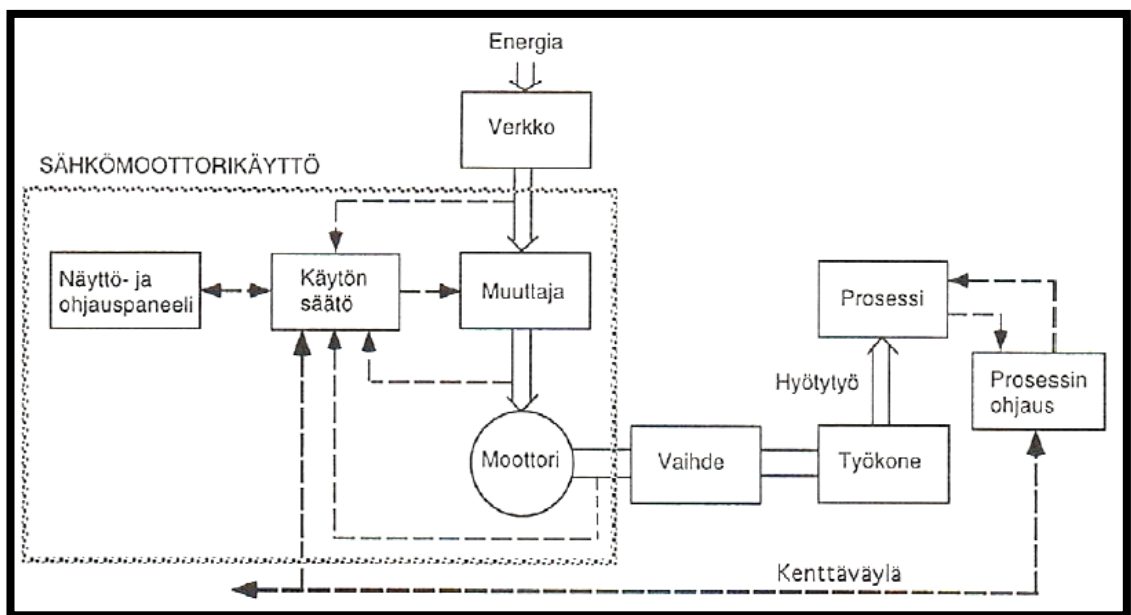 Energia
Verkko
SÄHKÖMOOTTORIKÄYTTÖ
Näyttö- ja
ohjauspaneeli
Käytön
säätö
Muuttaja
Prosessi
Hyötytyö
Prosessin
ohjaus
Moottori
Vaihde
Työkone
Kenttäväylä